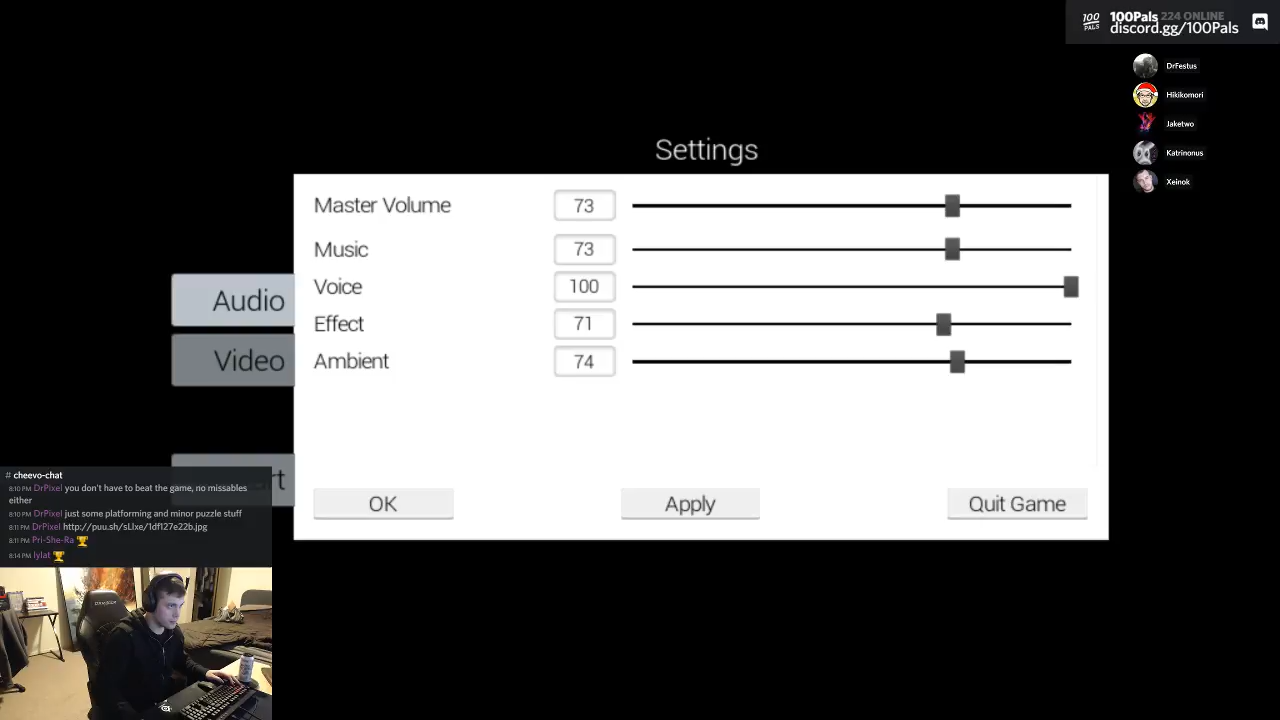 100 PALS
100Pals 224 ONLINE
discord.gg/100Pals
DrFestus
Hikikomori
Jaketwo
Katrinonus
Xeinok
Settings
Master Volume 73
Music 73
Voice 100
Effect 71
Ambient 74
Audio
Video
rt
OK Apply Quit Game
# cheevo-chat
8:10 PM DrPixel you don't have to beat the game, no missables
either
8:10 PM DrPixel just some platforming and minor puzzle stuff
8:11 PM DrPixel http://puu.sh/sLlxe/1df127e22b.jpg
8:11 PM Pri-She-Ra
8:14 PM lylat